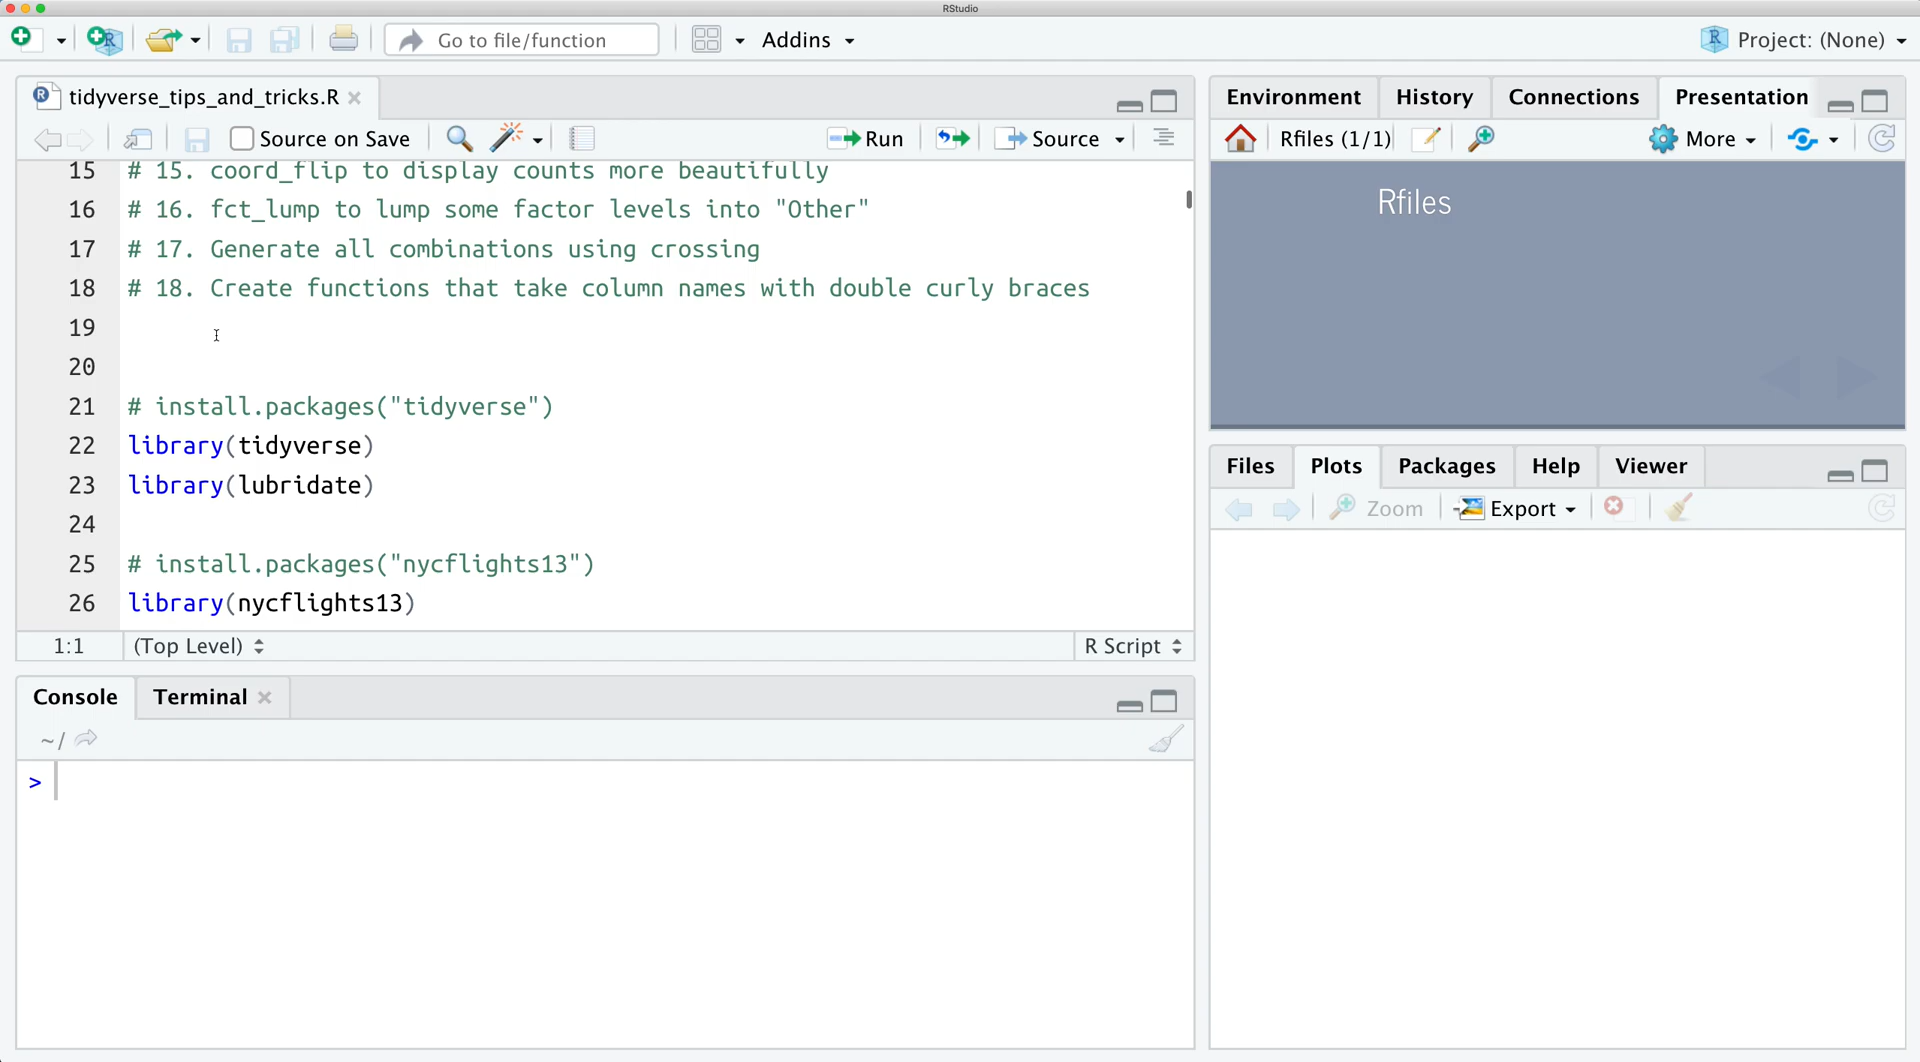 RStudio
Go to file/function
Addins
Project: (None)
tidyverse_tips_and_tricks.R
Source on Save
Run
Source
15 # 15. coord_flip to display counts more beautifully
16 # 16. fct_lump to lump some factor levels into "Other"
17 # 17. Generate all combinations using crossing
18 # 18. Create functions that take column names with double curly braces
19
20
21 # install.packages("tidyverse")
22 library(tidyverse)
23 library(lubridate)
24
25 # install.packages("nycflights13")
26 library(nycflights13)
1:1 (Top Level) R Script
Console Terminal
~/
>
Environment History Connections Presentation
Rfiles (1/1) More
Rfiles
Files Plots Packages Help Viewer
Zoom Export